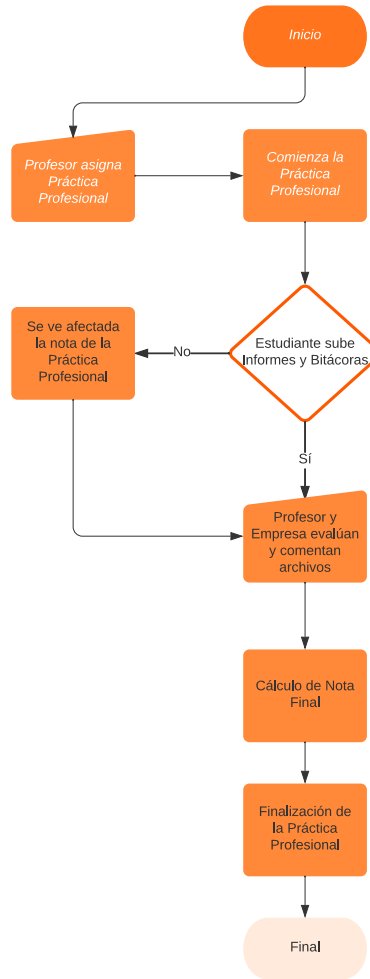 Inicio
Profesor asigna
Práctica
Profesional
Comienza la
Práctica
Profesional
Estudiante sube
Informes y Bitácoras
No
Se ve afectada
la nota de la
Práctica
Profesional
Sí
Profesor y
Empresa evalúan
y comentan
archivos
Cálculo de Nota
Final
Finalización de
la Práctica
Profesional
Final